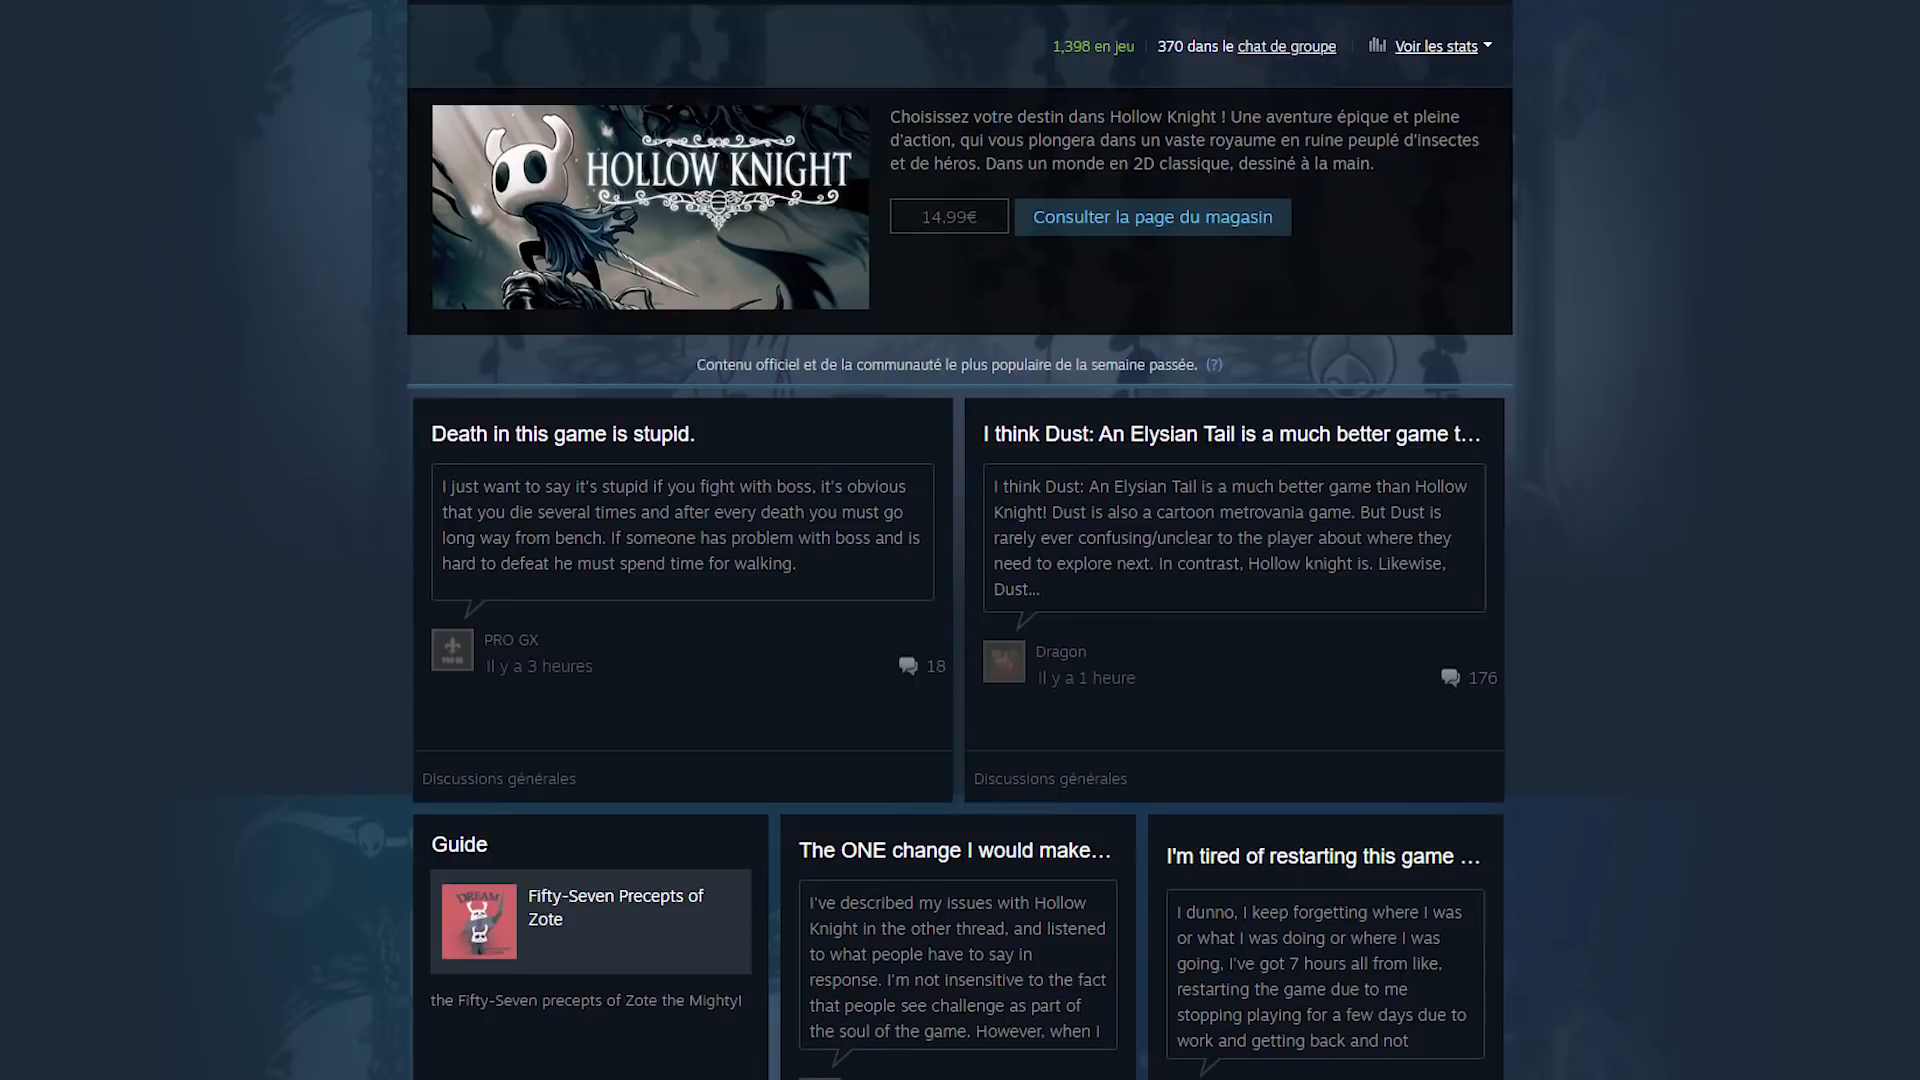 1,398 en jeu
370 dans le chat de groupe
Voir les stats
HOLLOW KNIGHT
Choisissez votre destin dans Hollow Knight ! Une aventure épique et pleine
d'action, qui vous plongera dans un vaste royaume en ruine peuplé d'insectes
et de héros. Dans un monde en 2D classique, dessiné à la main.
14,99€
Consulter la page du magasin
Contenu officiel et de la communauté le plus populaire de la semaine passée. (?)
Death in this game is stupid.
I just want to say it's stupid if you fight with boss, it's obvious
that you die several times and after every death you must go
long way from bench. If someone has problem with boss and is
hard to defeat he must spend time for walking.
PRO GX
Il y a 3 heures
18
Discussions générales
I think Dust: An Elysian Tail is a much better game t...
I think Dust: An Elysian Tail is a much better game than Hollow
Knight! Dust is also a cartoon metrovania game. But Dust is
rarely ever confusing/unclear to the player about where they
need to explore next. In contrast, Hollow knight is. Likewise,
Dust...
Dragon
Il y a 1 heure
176
Discussions générales
Guide
DREAM
Fifty-Seven Precepts of
Zote
the Fifty-Seven precepts of Zote the Mighty!
The ONE change I would make...
I've described my issues with Hollow
Knight in the other thread, and listened
to what people have to say in
response. I'm not insensitive to the fact
that people see challenge as part of
the soul of the game. However, when I
I'm tired of restarting this game ...
I dunno, I keep forgetting where I was
or what I was doing or where I was
going, I've got 7 hours all from like,
restarting the game due to me
stopping playing for a few days due to
work and getting back and not